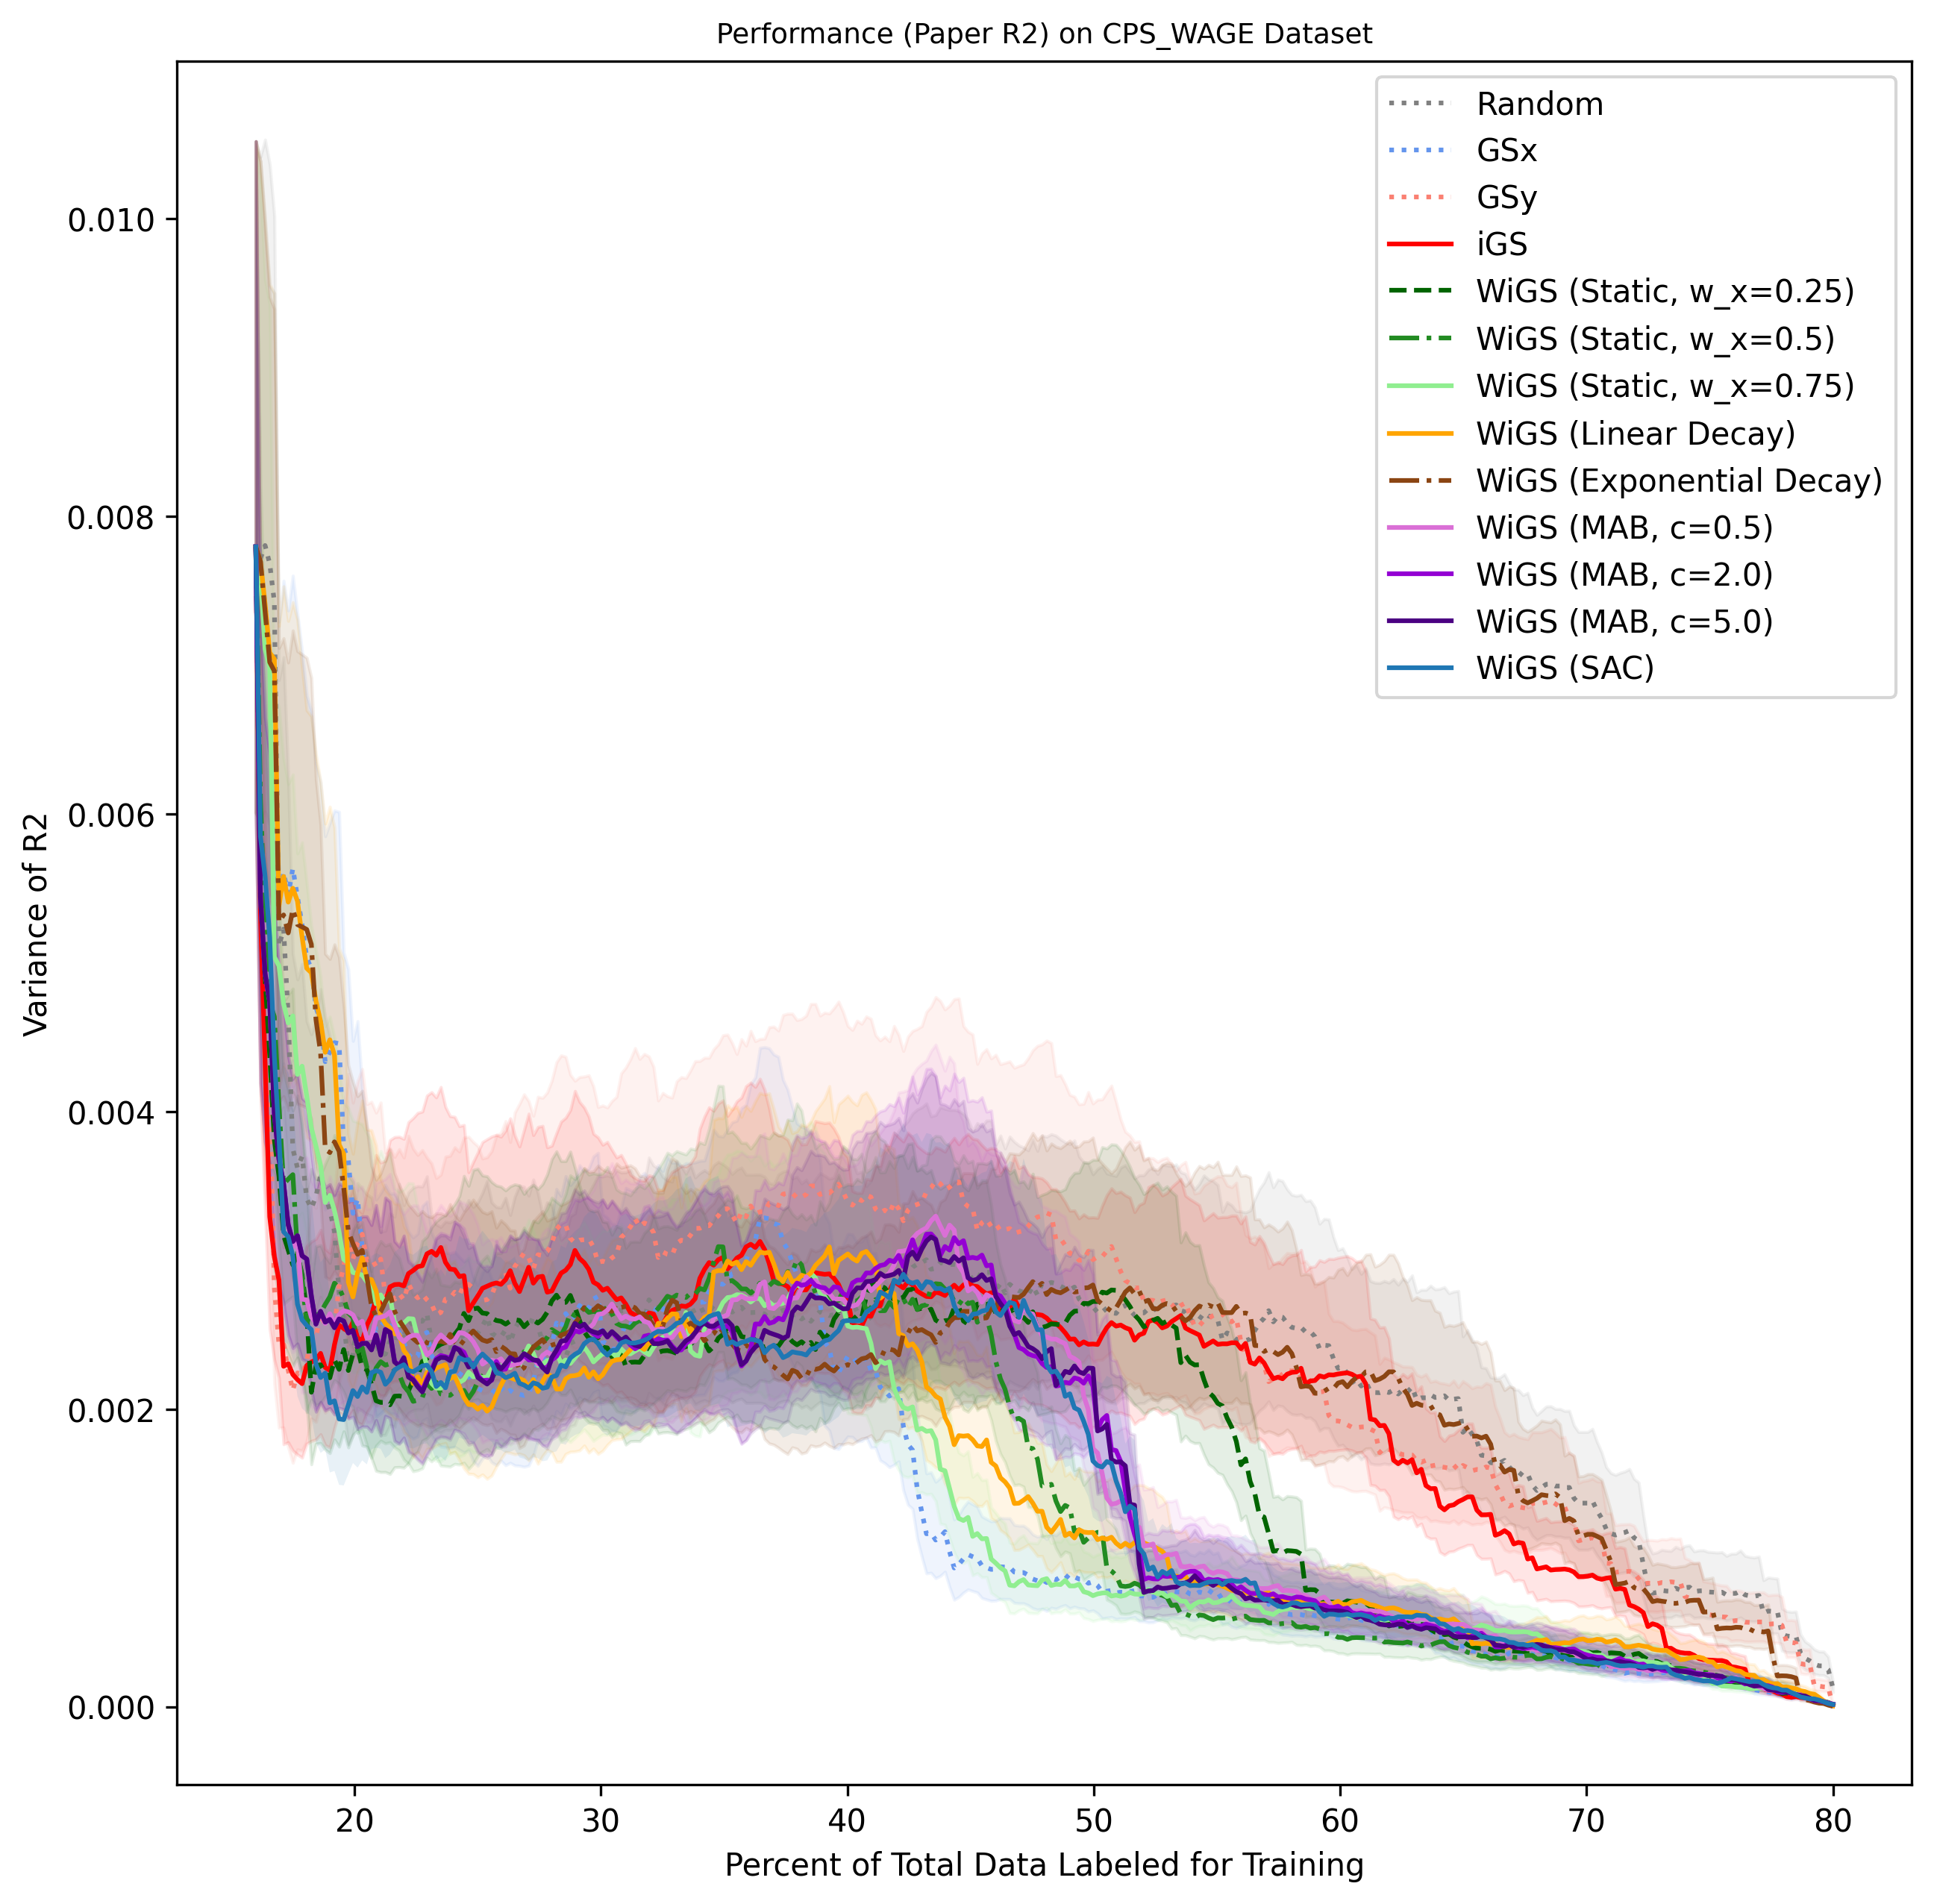 Performance (Paper R2) on CPS_WAGE Dataset
Random
GSx
GSy
iGS
WiGS (Static, w_x=0.25)
WiGS (Static, w_x=0.5)
WiGS (Static, w_x=0.75)
WiGS (Linear Decay)
WiGS (Exponential Decay)
WiGS (MAB, c=0.5)
WiGS (MAB, c=2.0)
WiGS (MAB, c=5.0)
WiGS (SAC)
Variance of R2
0.010
0.008
0.006
0.004
0.002
0.000
20 30 40 50 60 70 80
Percent of Total Data Labeled for Training